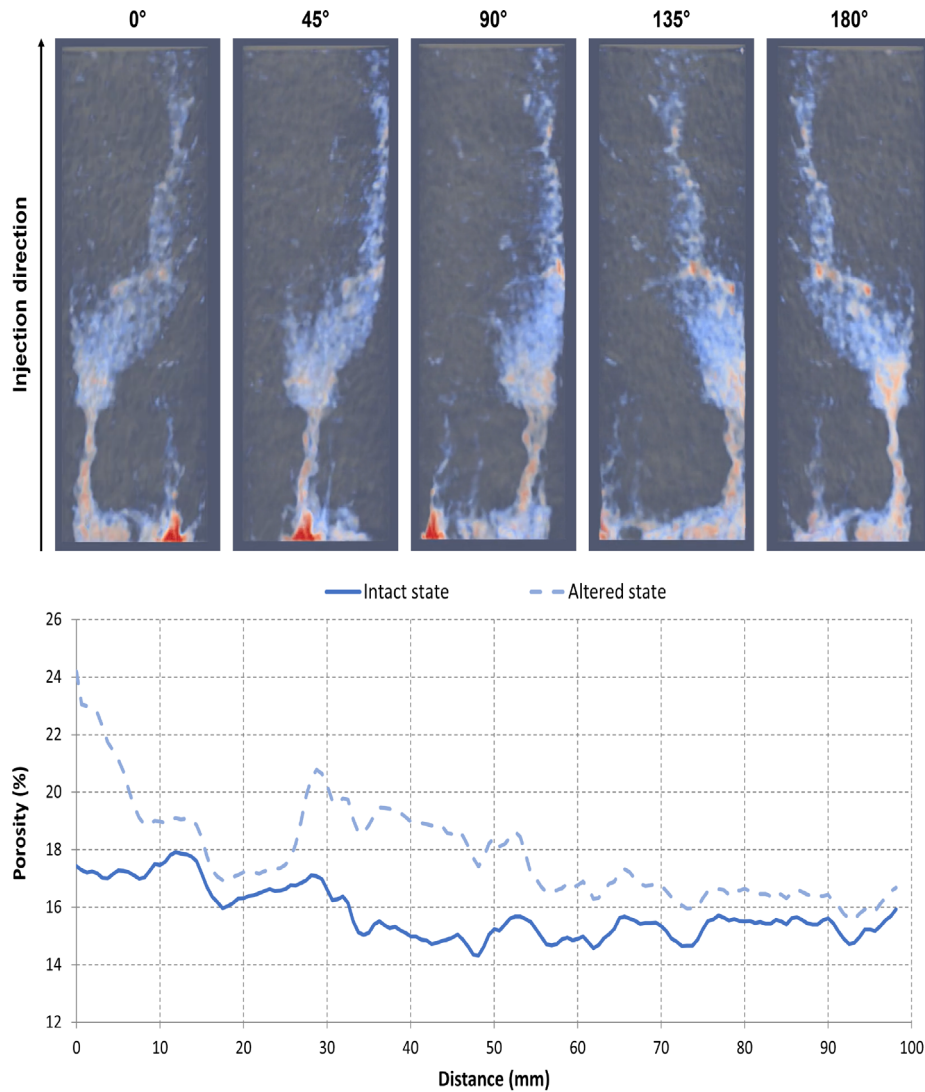 0° 45° 90° 135° 180°
Injection direction
Intact state Altered state
Porosity (%)
26
24
22
20
18
16
14
12
0 10 20 30 40 50 60 70 80 90 100
Distance (mm)